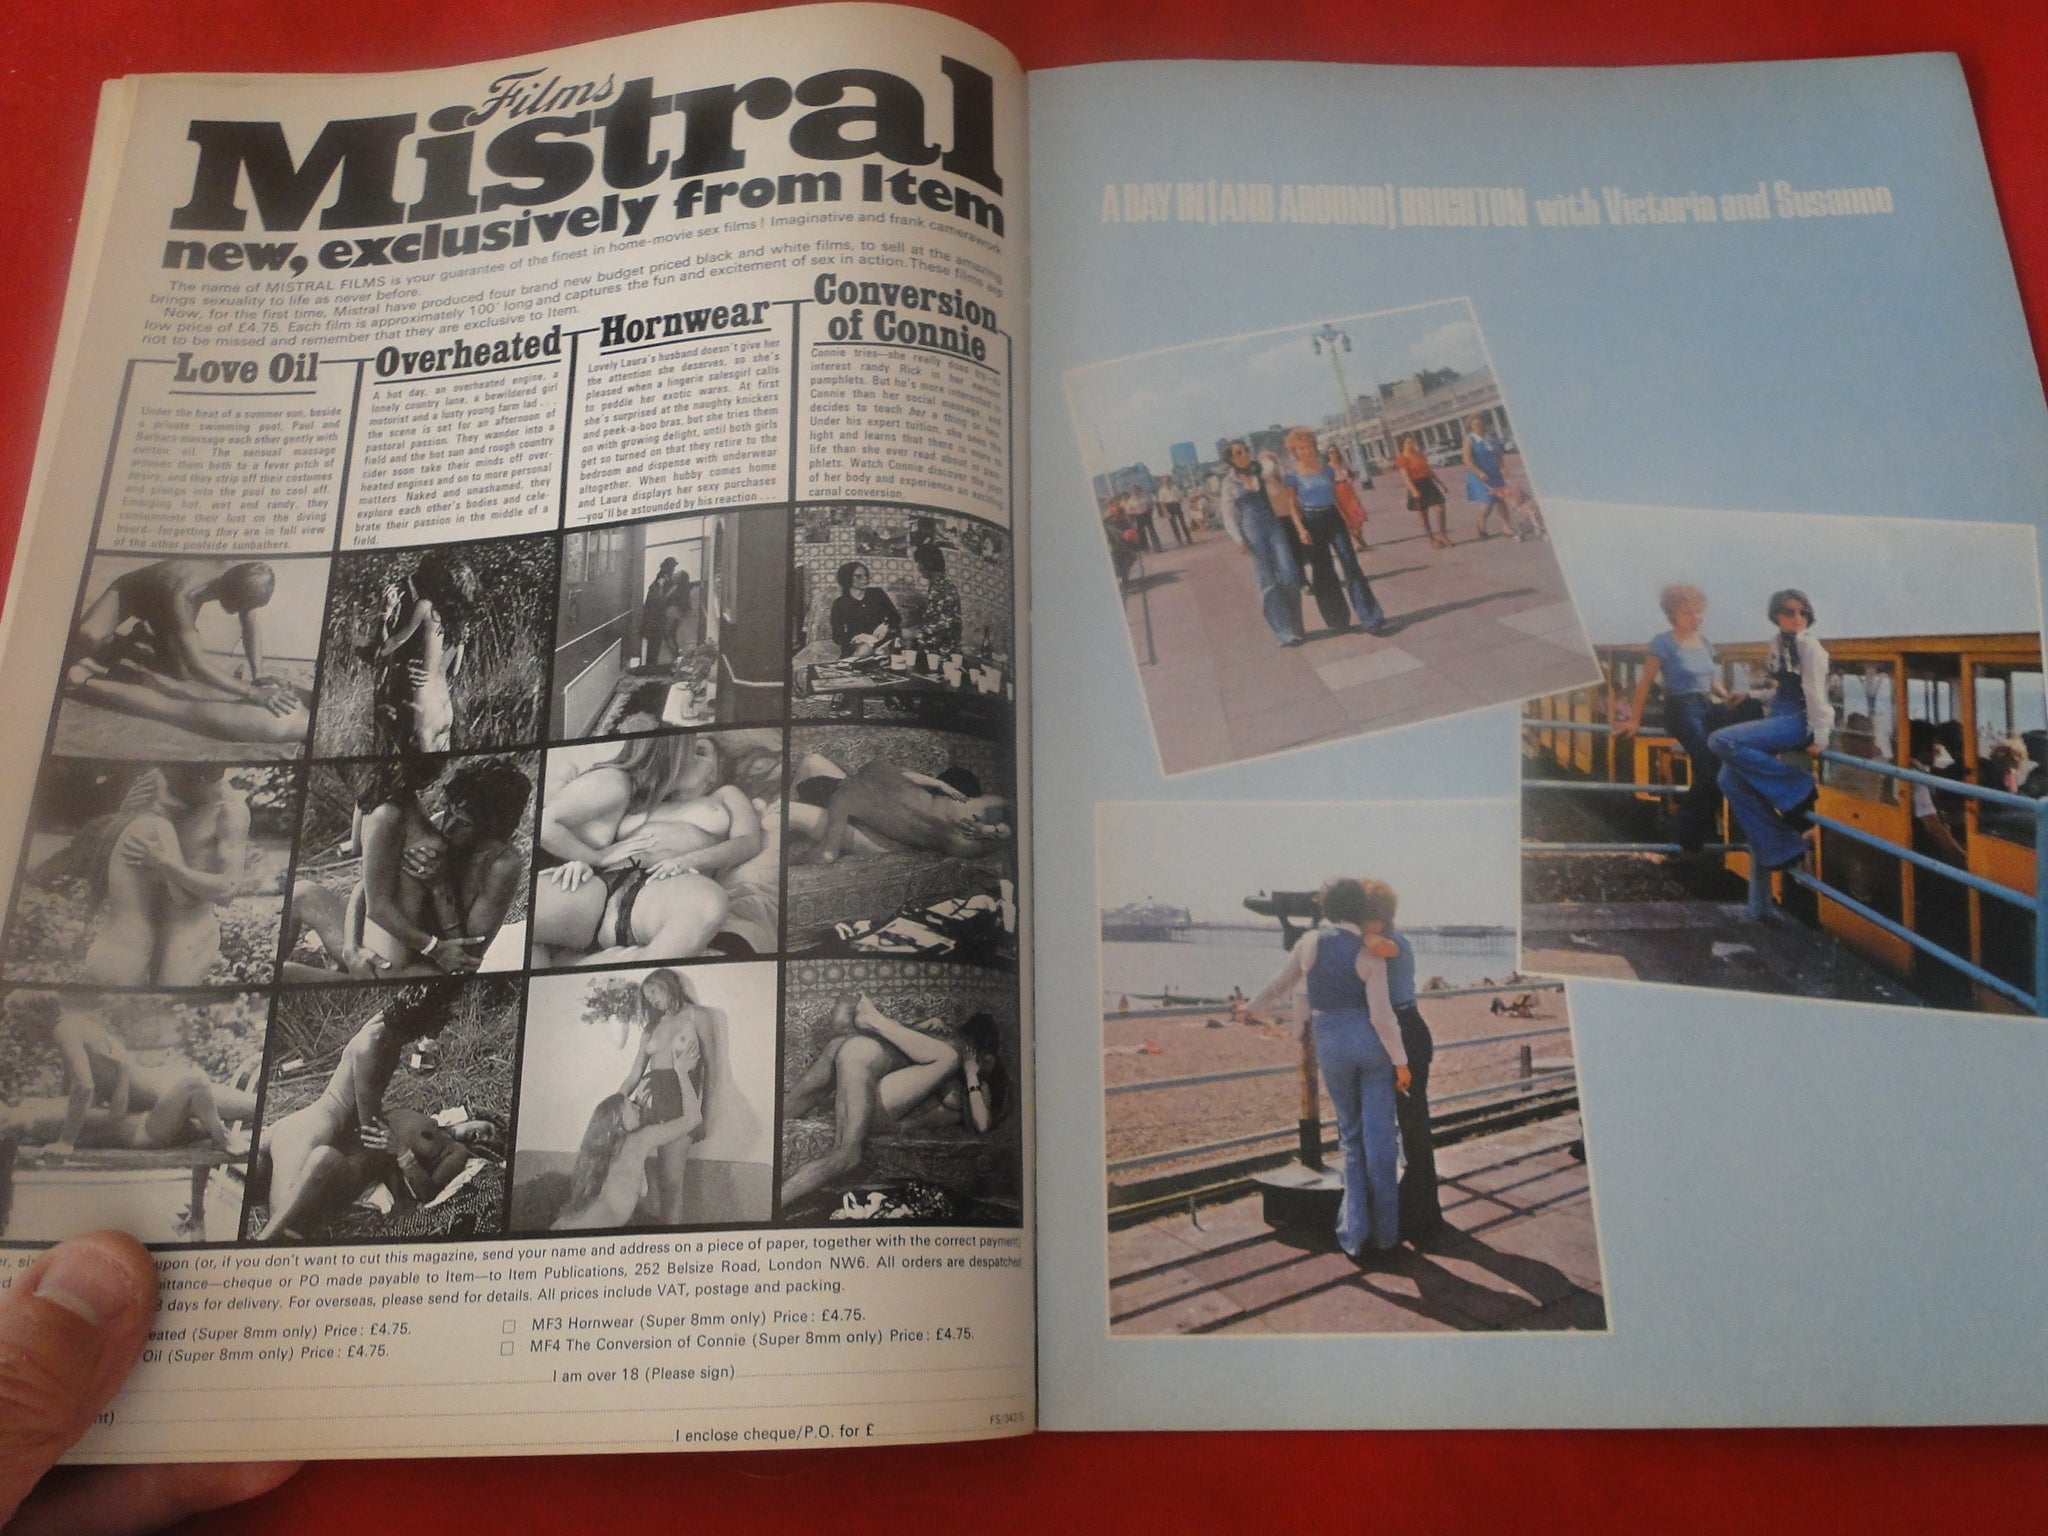 Films
Mistral
new, exclusively from Item
The name of MISTRAL FILMS is your guarantee of the finest in home-movie sex films! Imaginative and frank camerawork
brings sexuality to life as never before.
Now, for the first time, Mistral have produced four brand new budget priced black and white films, to sell at the amazing
low price of £4.75. Each film is approximately 100' long and captures the fun and excitement of sex in action. These films are
not to be missed and remember that they are exclusive to Item.
Love Oil
Under the heat of a summer sun, beside
a private swimming pool, Paul and
Barbara massage each other gently with
suntan oil. The sensual massage
arouses them both to a fever pitch of
desire, and they strip off their costumes
and plunge into the pool to cool off.
Emerging hot, wet and randy, they
consummate their lust on the diving
board—forgetting they are in full view
of the other poolside sunbathers.
Overheated
A hot day, an overheated engine, a
lonely country lane, a bewildered girl
motorist and a lusty young farm lad . . .
the scene is set for an afternoon of
pastoral passion. They wander into a
field and the hot sun and rough country
cider soon take their minds off over-
heated engines and on to more personal
matters. Naked and unashamed, they
explore each other's bodies and cele-
brate their passion in the middle of a
field.
Hornwear
Lovely Laura's husband doesn't give her
the attention she deserves, so she's
pleased when a lingerie salesgirl calls
to peddle her exotic wares. At first
she's surprised at the naughty knickers
and peek-a-boo bras, but she tries them
on with growing delight, until both girls
get so turned on that they retire to the
bedroom and dispense with underwear
altogether. When hubby comes home
and Laura displays her sexy purchases
—you'll be astounded by his reaction . . .
Conversion
of Connie
Connie tries—she really does try—to
interest randy Rick in her earnest
pamphlets. But he's more interested in
Connie than her social message, and
decides to teach her a thing or two.
Under his expert tuition, she sees the
light and learns that there is more to
life than she ever read about in pam-
phlets. Watch Connie discover the joys
of her body and experience an exciting
carnal conversion.
upon (or, if you don't want to cut this magazine, send your name and address on a piece of paper, together with the correct payment)
ittance—cheque or PO made payable to Item—to Item Publications, 252 Belsize Road, London NW6. All orders are despatched
8 days for delivery. For overseas, please send for details. All prices include VAT, postage and packing.
eated (Super 8mm only) Price: £4.75.
Oil (Super 8mm only) Price: £4.75.
MF3 Hornwear (Super 8mm only) Price: £4.75.
MF4 The Conversion of Connie (Super 8mm only) Price: £4.75.
I am over 18 (Please sign)
I enclose cheque/P.O. for £
A DAY IN (AND AROUND) BRIGHTON with Victoria and Susanne